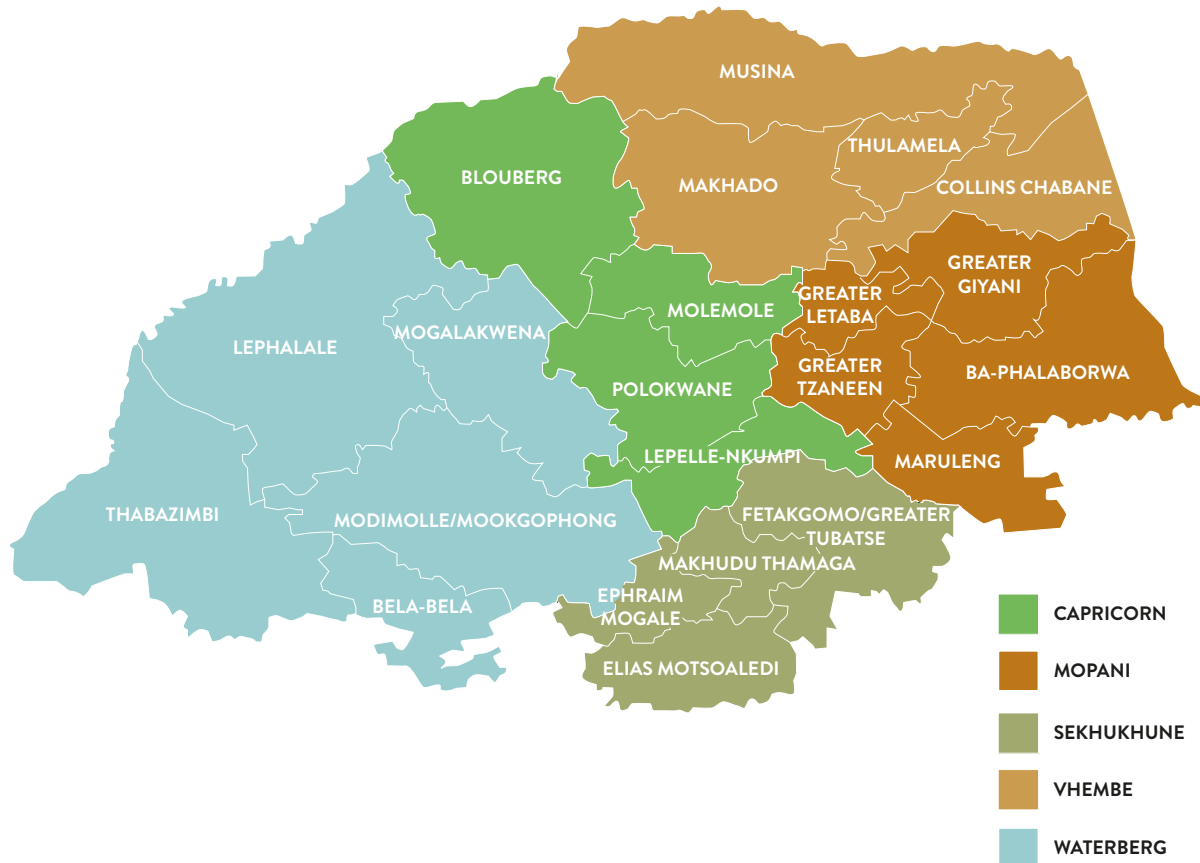 MUSINA
THULAMELA
BLOUBERG
MAKHADO
COLLINS CHABANE
GREATER
GIYANI
GREATER
LETABA
MOLEMOLE
MOGALAKWENA
LEPHALALE
GREATER
TZANEEN
BA-PHALABORWA
POLOKWANE
LEPELLE-NKUMPI
MARULENG
THABAZIMBI
MODIMOLLE/MOOKGOPHONG
FETAKGOMO/GREATER
TUBATSE
MAKHUDU THAMAGA
EPHRAIM
MOGALE
BELA-BELA
ELIAS MOTSOALEDI
CAPRICORN
MOPANI
SEKHUKHUNE
VHEMBE
WATERBERG